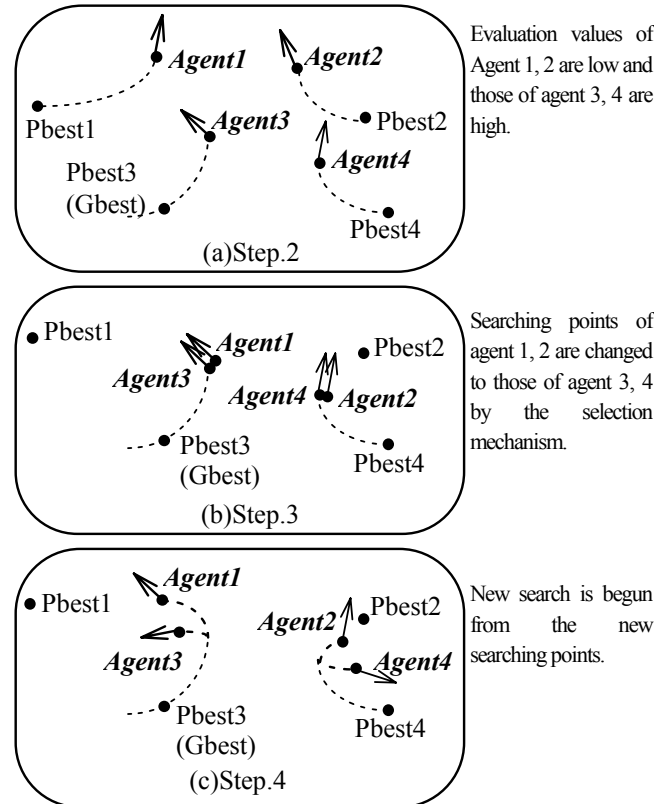 Agent1
Agent2
Pbest1
Agent3
Pbest2
Pbest3
(Gbest)
Agent4
Pbest4
(a)Step.2
Evaluation values of
Agent 1, 2 are low and
those of agent 3, 4 are
high.
Pbest1
Agent1
Pbest2
Agent3
Agent4
Agent2
Pbest3
(Gbest)
Pbest4
(b)Step.3
Searching points of
agent 1, 2 are changed
to those of agent 3, 4
by the selection
mechanism.
Agent1
Pbest1
Pbest2
Agent2
Agent3
Agent4
Pbest3
(Gbest)
Pbest4
(c)Step.4
New search is begun
from the new
searching points.